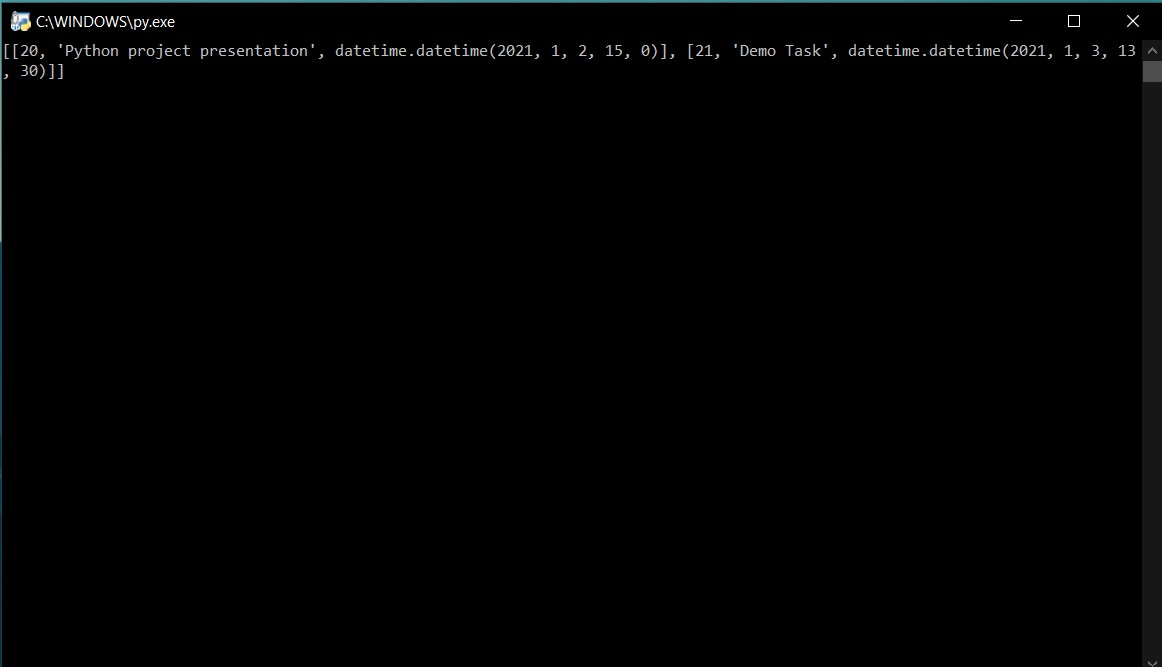 C:\WINDOWS\py.exe
[[20, 'Python project presentation', datetime.datetime(2021, 1, 2, 15, 0)], [21, 'Demo Task', datetime.datetime(2021, 1, 3, 13
, 30)]]